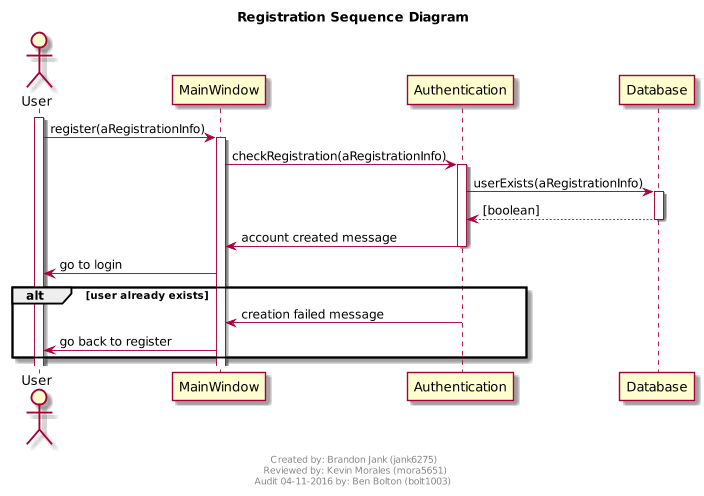 Registration Sequence Diagram
User
MainWindow
Authentication
Database
register(aRegistrationInfo)
checkRegistration(aRegistrationInfo)
userExists(aRegistrationInfo)
[boolean]
account created message
go to login
alt
[user already exists]
creation failed message
go back to register
User
MainWindow
Authentication
Database
Created by: Brandon Jank (jank6275)
Reviewed by: Kevin Morales (mora5651)
Audit 04-11-2016 by: Ben Bolton (bolt1003)